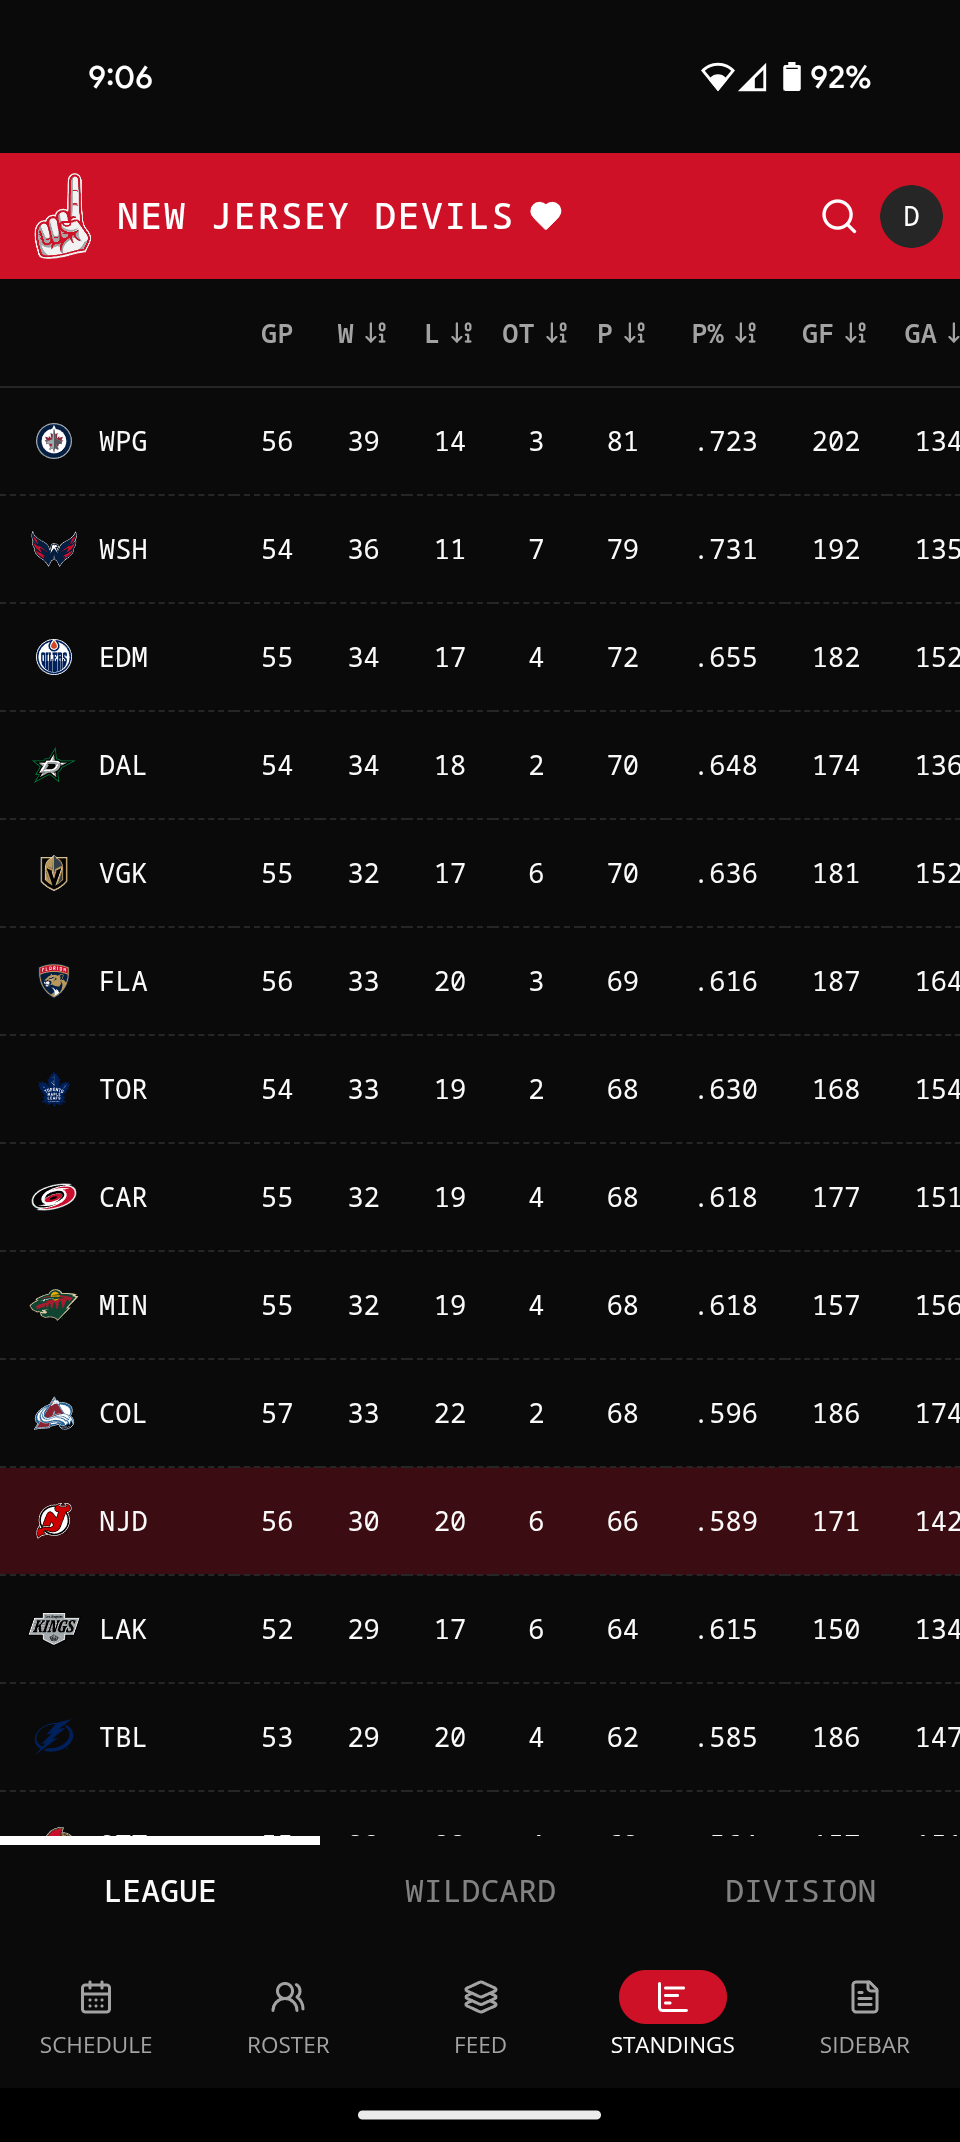 9:06 92%
NEW JERSEY DEVILS D
GP W L OT P P% GF GA
WPG 56 39 14 3 81 .723 202 134
WSH 54 36 11 7 79 .731 192 135
EDM 55 34 17 4 72 .655 182 152
DAL 54 34 18 2 70 .648 174 136
VGK 55 32 17 6 70 .636 181 152
FLA 56 33 20 3 69 .616 187 164
TOR 54 33 19 2 68 .630 168 154
CAR 55 32 19 4 68 .618 177 151
MIN 55 32 19 4 68 .618 157 156
COL 57 33 22 2 68 .596 186 174
NJD 56 30 20 6 66 .589 171 142
LAK 52 29 17 6 64 .615 150 134
TBL 53 29 20 4 62 .585 186 147
LEAGUE WILDCARD DIVISION
SCHEDULE ROSTER FEED STANDINGS SIDEBAR